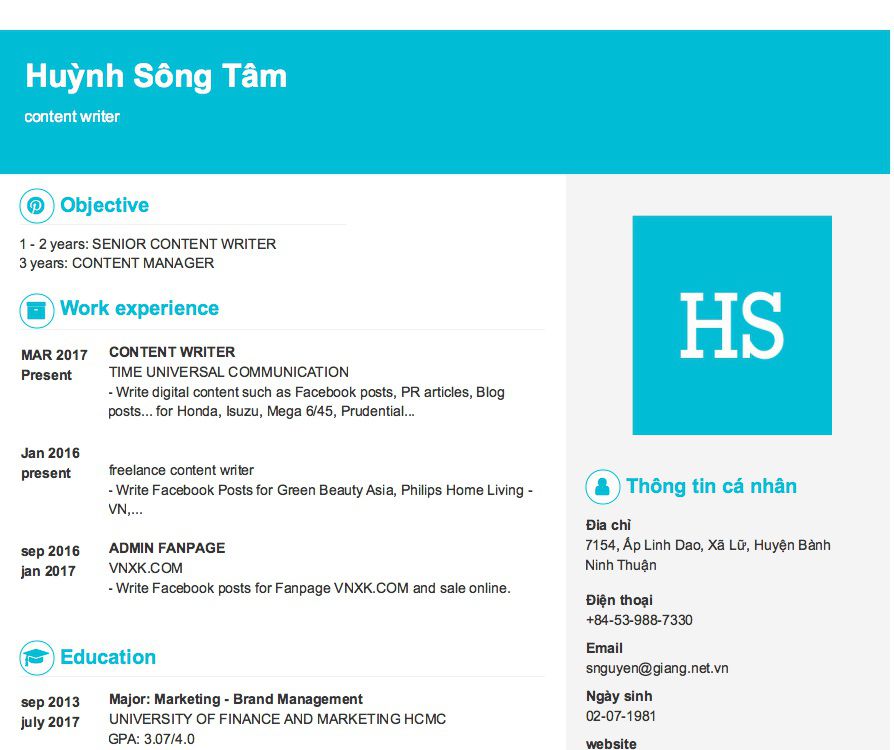 Huỳnh Sông Tâm
content writer
Objective
1 - 2 years: SENIOR CONTENT WRITER
3 years: CONTENT MANAGER
Work experience
MAR 2017
Present
CONTENT WRITER
TIME UNIVERSAL COMMUNICATION
- Write digital content such as Facebook posts, PR articles, Blog
posts... for Honda, Isuzu, Mega 6/45, Prudential...
Jan 2016
present
freelance content writer
- Write Facebook Posts for Green Beauty Asia, Philips Home Living -
VN,...
sep 2016
jan 2017
ADMIN FANPAGE
VNXK.COM
- Write Facebook posts for Fanpage VNXK.COM and sale online.
Education
sep 2013
july 2017
Major: Marketing - Brand Management
UNIVERSITY OF FINANCE AND MARKETING HCMC
GPA: 3.07/4.0
HS
Thông tin cá nhân
Địa chỉ
7154, Ấp Linh Dao, Xã Lữ, Huyện Bành
Ninh Thuận
Điện thoại
+84-53-988-7330
Email
snguyen@giang.net.vn
Ngày sinh
02-07-1981
website